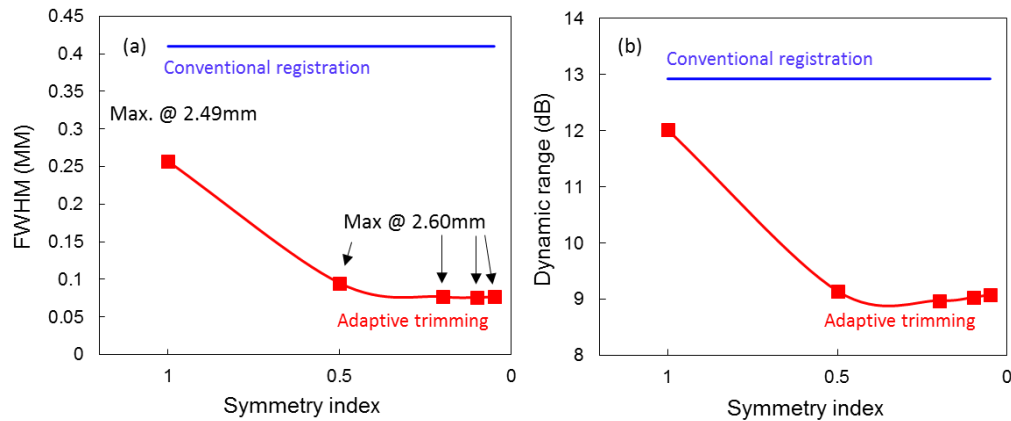 0.45
0.4
0.35
0.3
0.25
0.2
0.15
0.1
0.05
0
FWHM (MM)
(a)
Conventional registration
Max. @ 2.49mm
Max @ 2.60mm
Adaptive trimming
1
0.5
0
Symmetry index
14
13
12
11
10
9
8
Dynamic range (dB)
(b)
Conventional registration
Adaptive trimming
1
0.5
0
Symmetry index